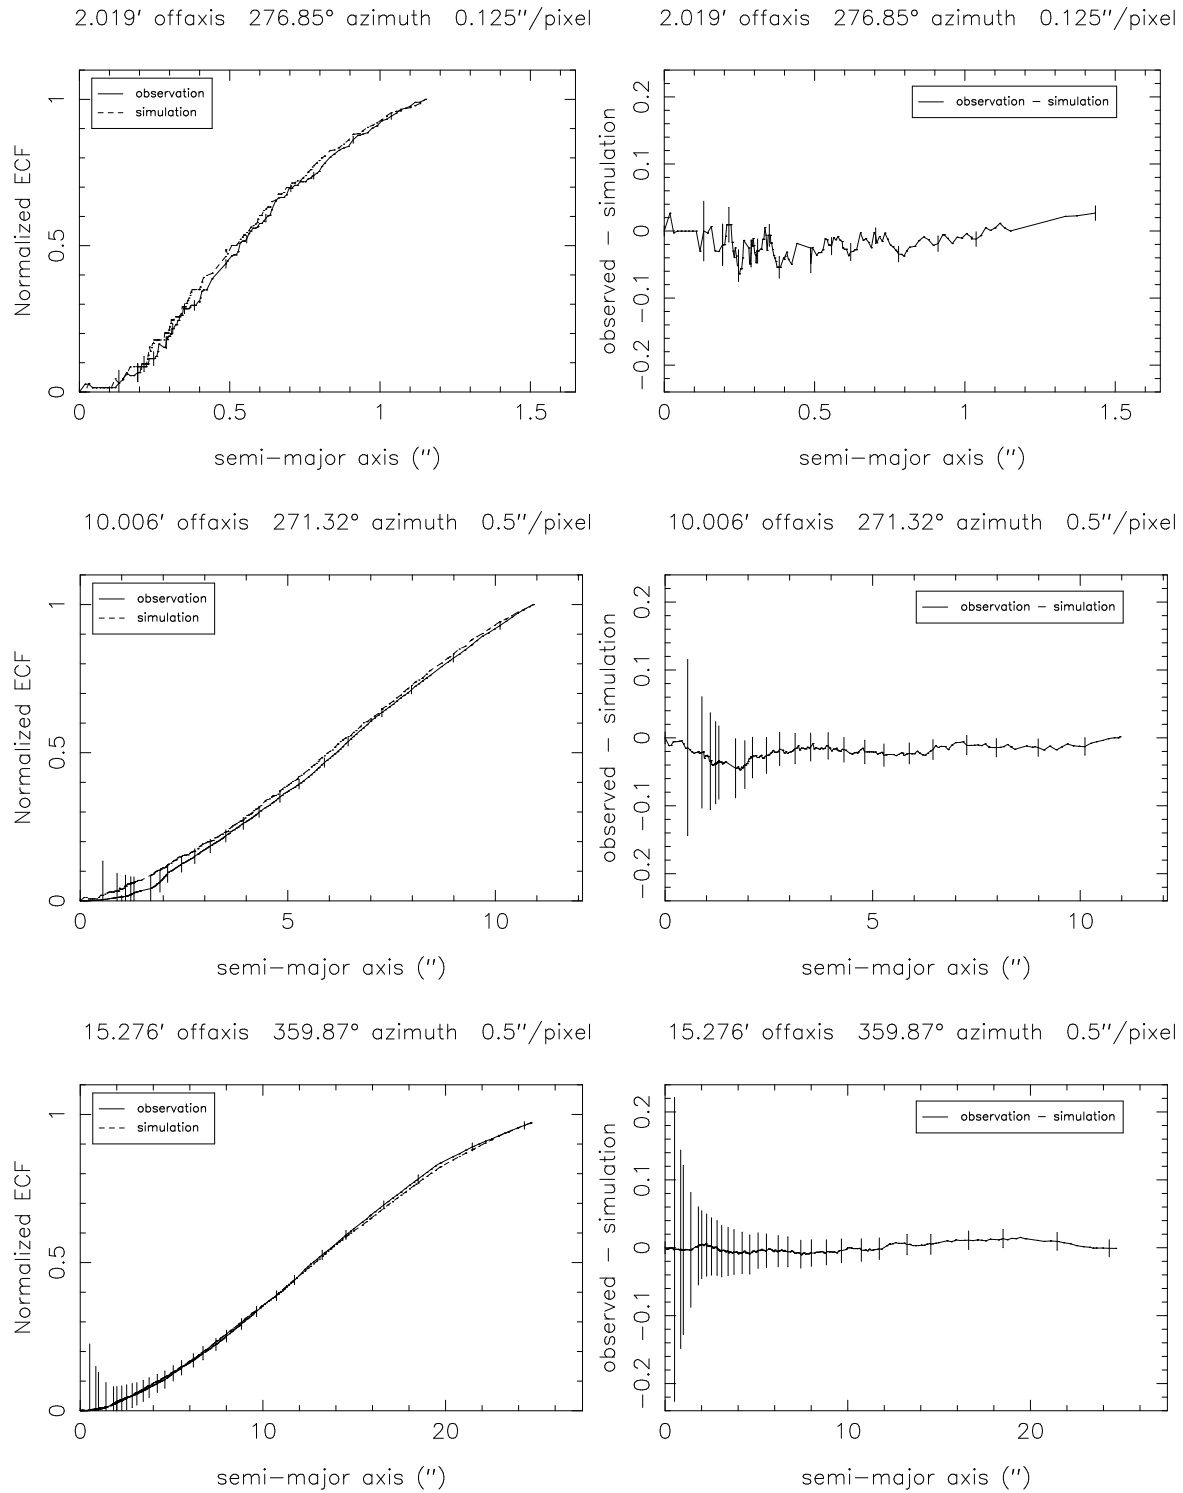 2.019′ offaxis 276.85° azimuth 0.125″/pixel
Normalized ECF
1
0.5
0
observation
simulation
0 0.5 1 1.5
semi−major axis (″)
2.019′ offaxis 276.85° azimuth 0.125″/pixel
observed − simulation
0.2
0.1
0
−0.1
−0.2
observation − simulation
0 0.5 1 1.5
semi−major axis (″)
10.006′ offaxis 271.32° azimuth 0.5″/pixel
Normalized ECF
1
0.5
0
observation
simulation
0 5 10
semi−major axis (″)
10.006′ offaxis 271.32° azimuth 0.5″/pixel
observed − simulation
0.2
0.1
0
−0.1
−0.2
observation − simulation
0 5 10
semi−major axis (″)
15.276′ offaxis 359.87° azimuth 0.5″/pixel
Normalized ECF
1
0.5
0
observation
simulation
0 10 20
semi−major axis (″)
15.276′ offaxis 359.87° azimuth 0.5″/pixel
observed − simulation
0.2
0.1
0
−0.1
−0.2
observation − simulation
0 10 20
semi−major axis (″)